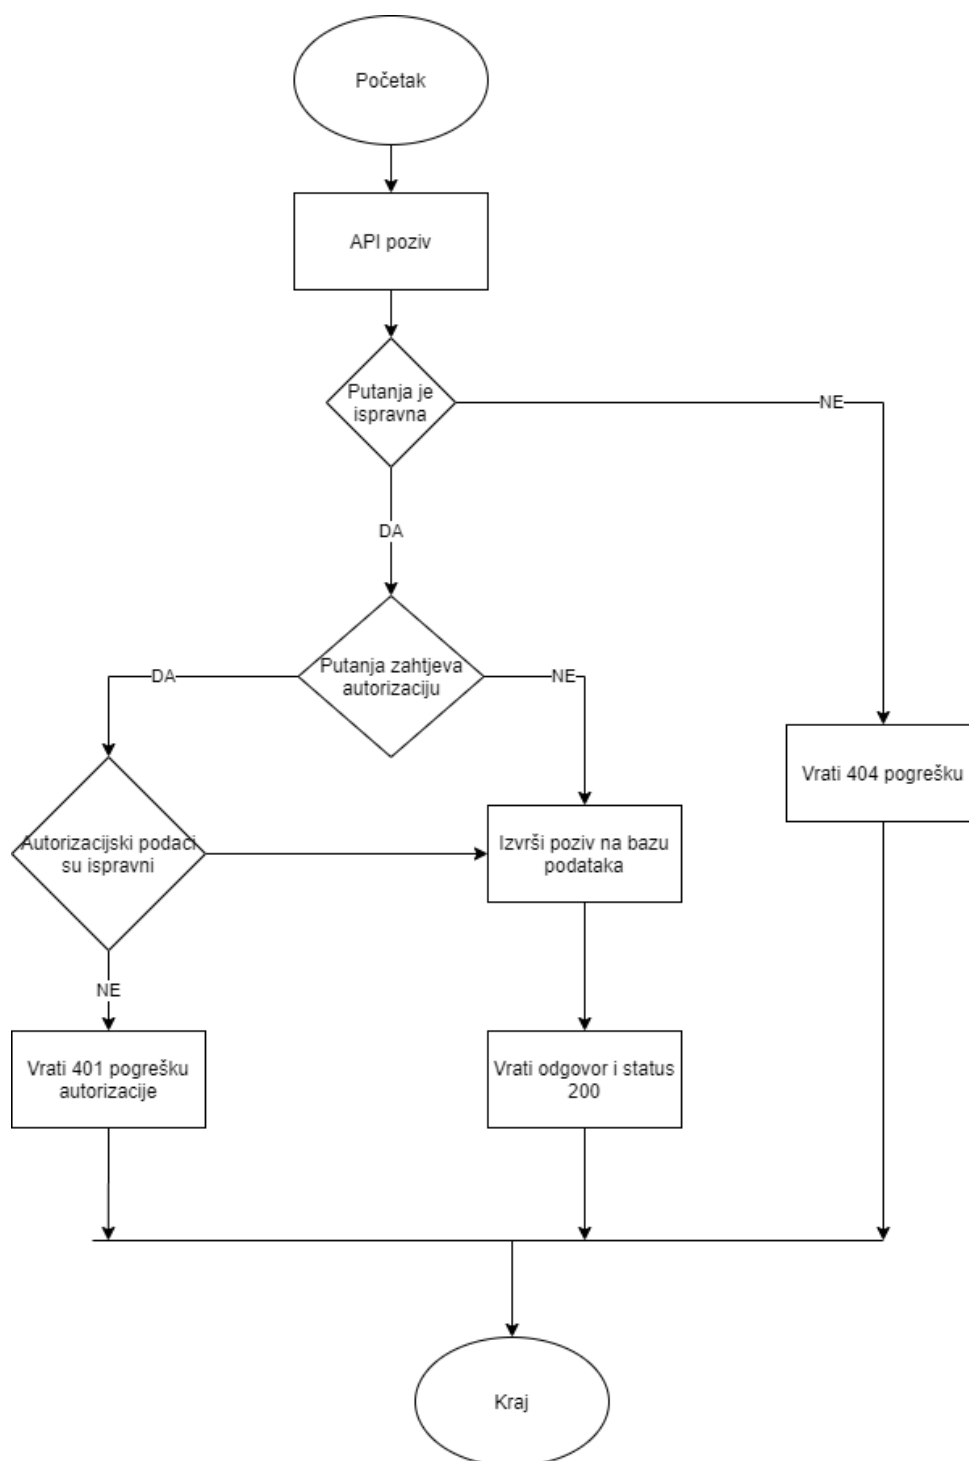 Početak
API poziv
Putanja je
ispravna
NE
DA
Putanja zahtjeva
autorizaciju
DA
NE
Vrati 404 pogrešku
Autorizacijski podaci
su ispravni
Izvrši poziv na bazu
podataka
NE
Vrati 401 pogrešku
autorizacije
Vrati odgovor i status
200
Kraj